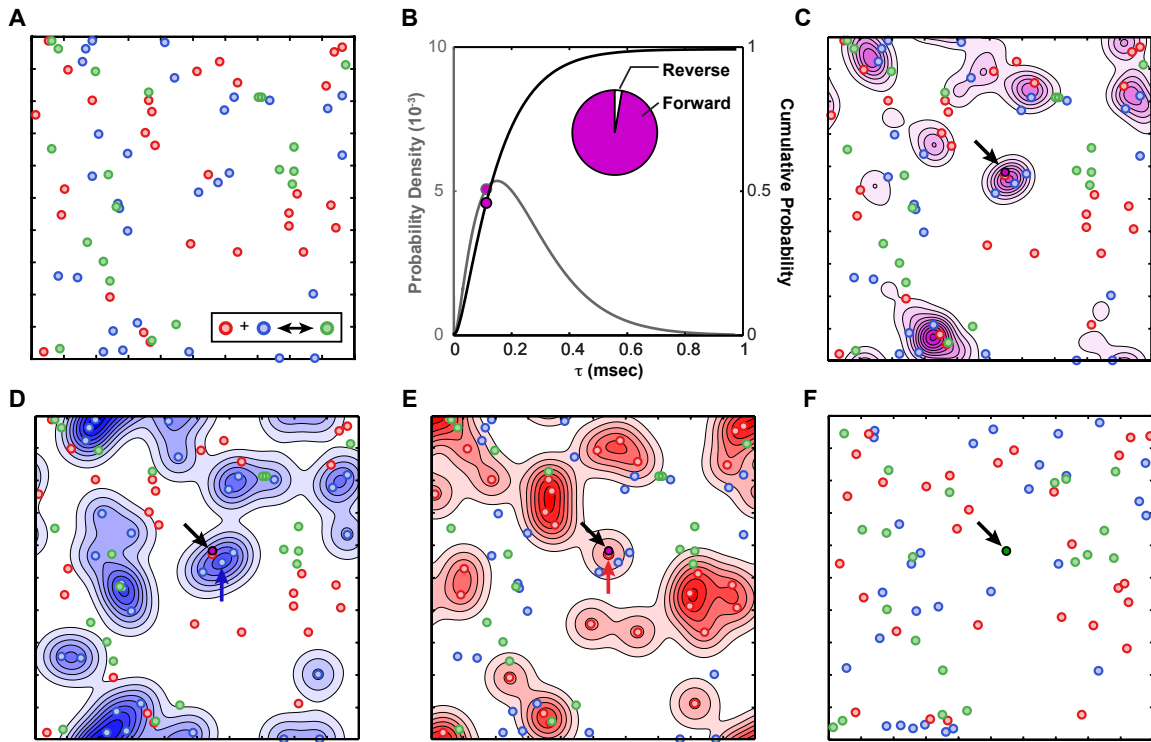 A
+
B
Probability Density (10-3)
10
5
0
0
0.2
0.4
0.6
0.8
1
τ (msec)
1
0.5
0
Cumulative Probability
Reverse
Forward
C
D
E
F